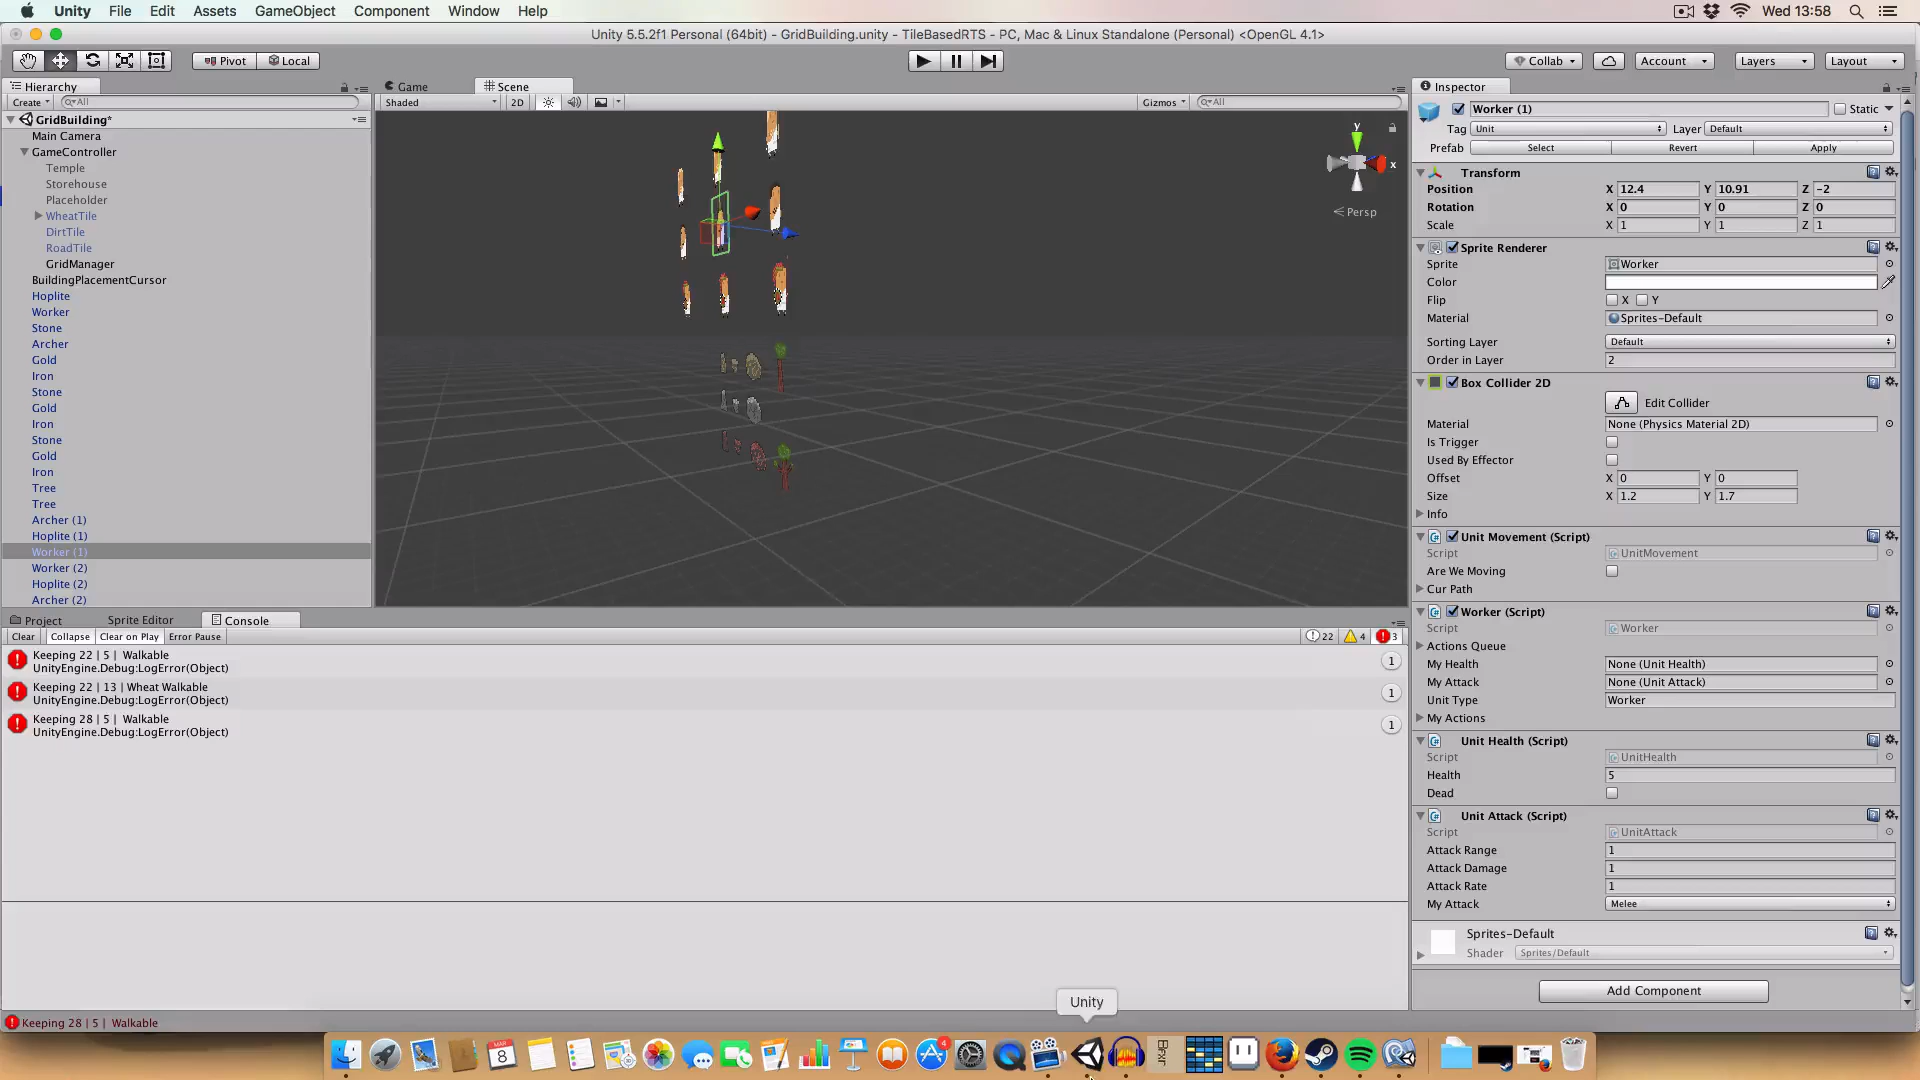 Unity File Edit Assets GameObject Component Window Help
Wed 13:58
Unity 5.5.2f1 Personal (64bit) - GridBuilding.unity - TileBasedRTS - PC, Mac & Linux Standalone (Personal) <OpenGL 4.1>
Pivot Local
Collab Account Layers Layout
Hierarchy
Game Scene
Inspector
Create All
Shaded 2D Gizmos All
GridBuilding*
Main Camera
GameController
Temple
Storehouse
Placeholder
WheatTile
DirtTile
RoadTile
GridManager
BuildingPlacementCursor
Hoplite
Worker
Stone
Archer
Gold
Iron
Stone
Gold
Iron
Stone
Gold
Iron
Tree
Tree
Archer (1)
Hoplite (1)
Worker (1)
Worker (2)
Hoplite (2)
Archer (2)
y
x
Persp
Worker (1) Static
Tag Unit Layer Default
Prefab Select Revert Apply
Transform
Position X 12.4 Y 10.91 Z -2
Rotation X 0 Y 0 Z 0
Scale X 1 Y 1 Z 1
Sprite Renderer
Sprite Worker
Color
Flip X Y
Material Sprites-Default
Sorting Layer Default
Order in Layer 2
Box Collider 2D
Edit Collider
Material None (Physics Material 2D)
Is Trigger
Used By Effector
Offset X 0 Y 0
Size X 1.2 Y 1.7
Info
Unit Movement (Script)
Script UnitMovement
Are We Moving
Cur Path
Worker (Script)
Script Worker
Actions Queue
My Health None (Unit Health)
My Attack None (Unit Attack)
Unit Type Worker
My Actions
Unit Health (Script)
Script UnitHealth
Health 5
Dead
Unit Attack (Script)
Script UnitAttack
Attack Range 1
Attack Damage 1
Attack Rate 1
My Attack Melee
Sprites-Default
Shader Sprites/Default
Add Component
Project Sprite Editor Console
Clear Collapse Clear on Play Error Pause
22 4 3
Keeping 22 | 5 | Walkable
UnityEngine.Debug:LogError(Object)
1
Keeping 22 | 13 | Wheat Walkable
UnityEngine.Debug:LogError(Object)
1
Keeping 28 | 5 | Walkable
UnityEngine.Debug:LogError(Object)
1
Unity
Keeping 28 | 5 | Walkable
MAR
8
4